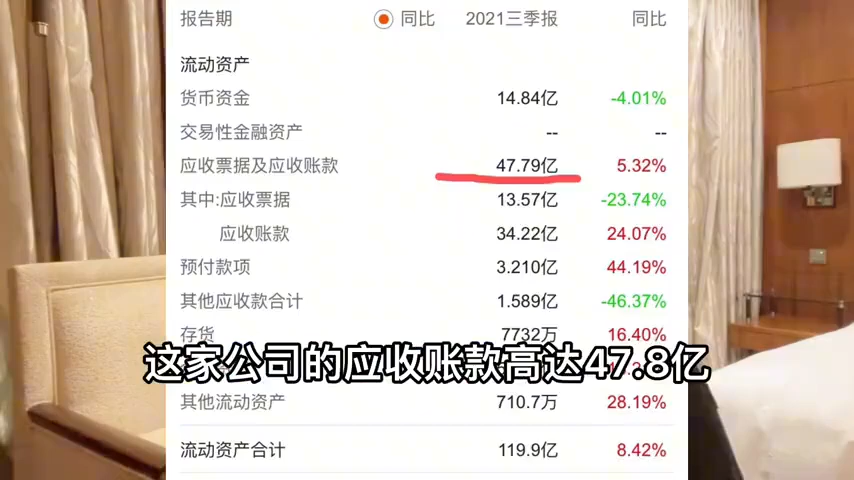 报告期 同比 2021三季报 同比
流动资产
货币资金 14.84亿 -4.01%
交易性金融资产 -- --
应收票据及应收账款 47.79亿 5.32%
其中:应收票据 13.57亿 -23.74%
应收账款 34.22亿 24.07%
预付款项 3.210亿 44.19%
其他应收款合计 1.589亿 -46.37%
存货 7732万 16.40%
这家公司的应收账款高达47.8亿
其他流动资产 710.7万 28.19%
流动资产合计 119.9亿 8.42%